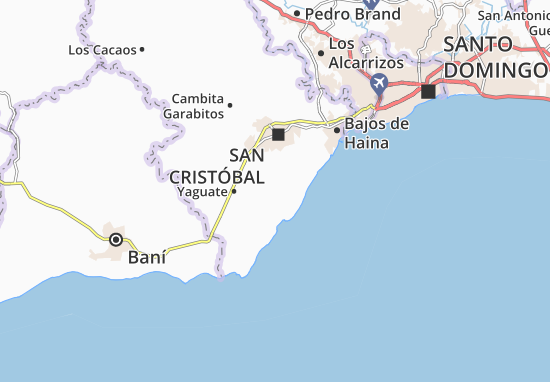 Pedro Brand
San Antonio
Gue
Los Cacaos
Los
Alcarrizos
SANTO
DOMINGO
Cambita
Garabitos
Bajos de
Haina
SAN
CRISTÓBAL
Yaguate
Baní